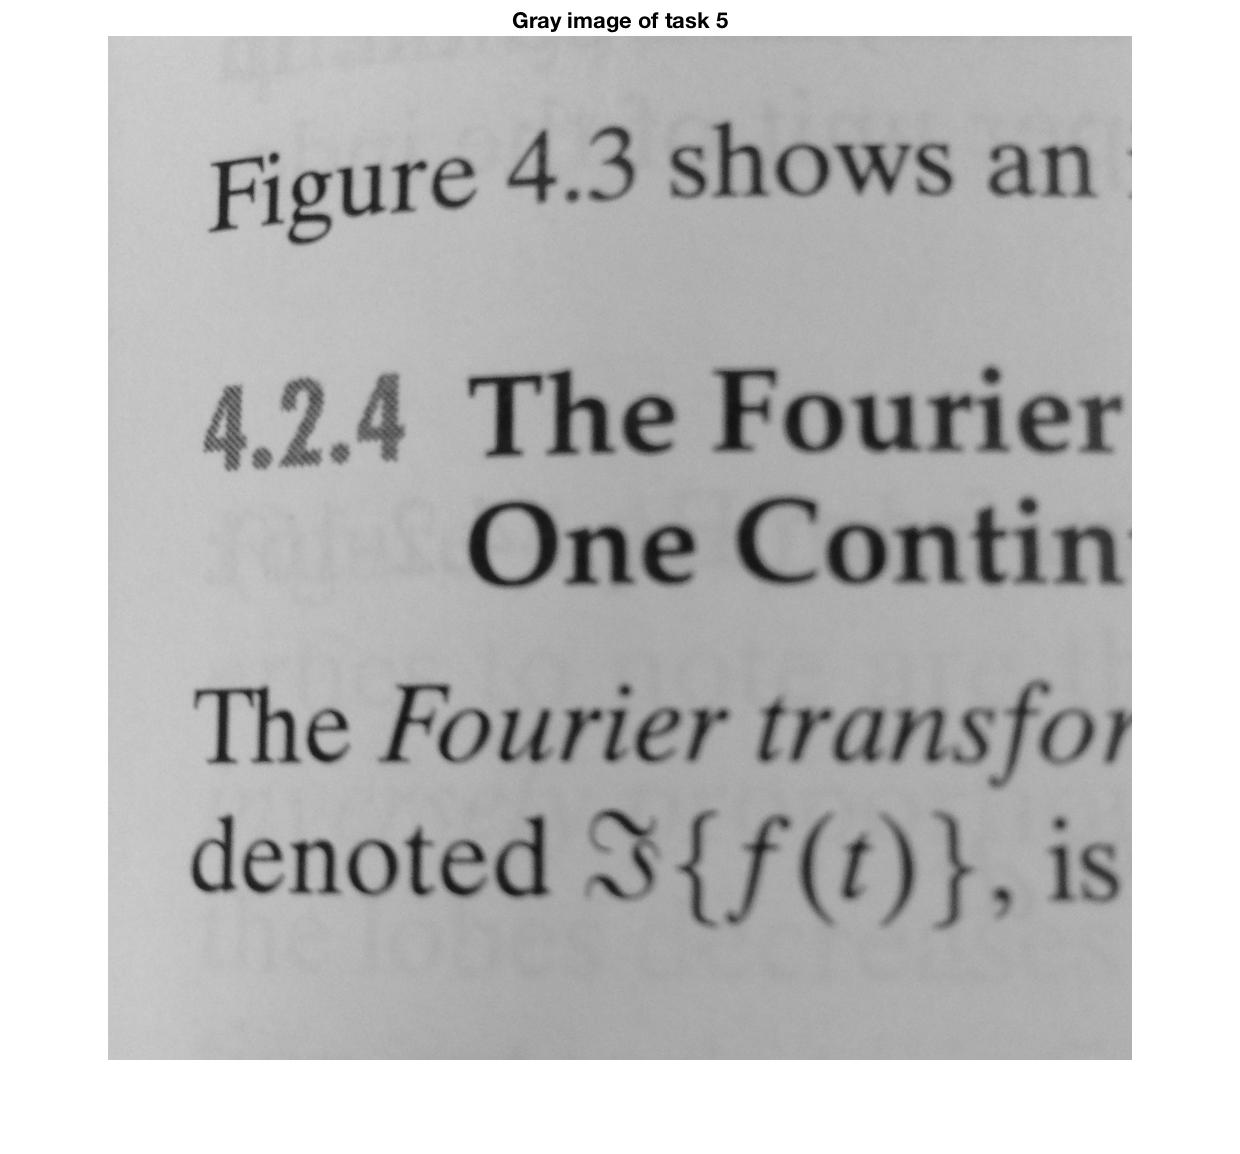 Gray image of task 5
Figure 4.3 shows an
4.2.4 The Fourier
One Contin
The Fourier transfor
denoted ℑ{f(t)}, is